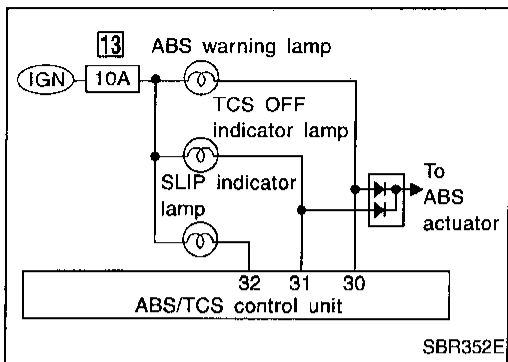 13
ABS warning lamp
IGN
10A
TCS OFF
indicator lamp
To
ABS
actuator
SLIP indicator
lamp
32
31
30
ABS/TCS control unit
SBR352E